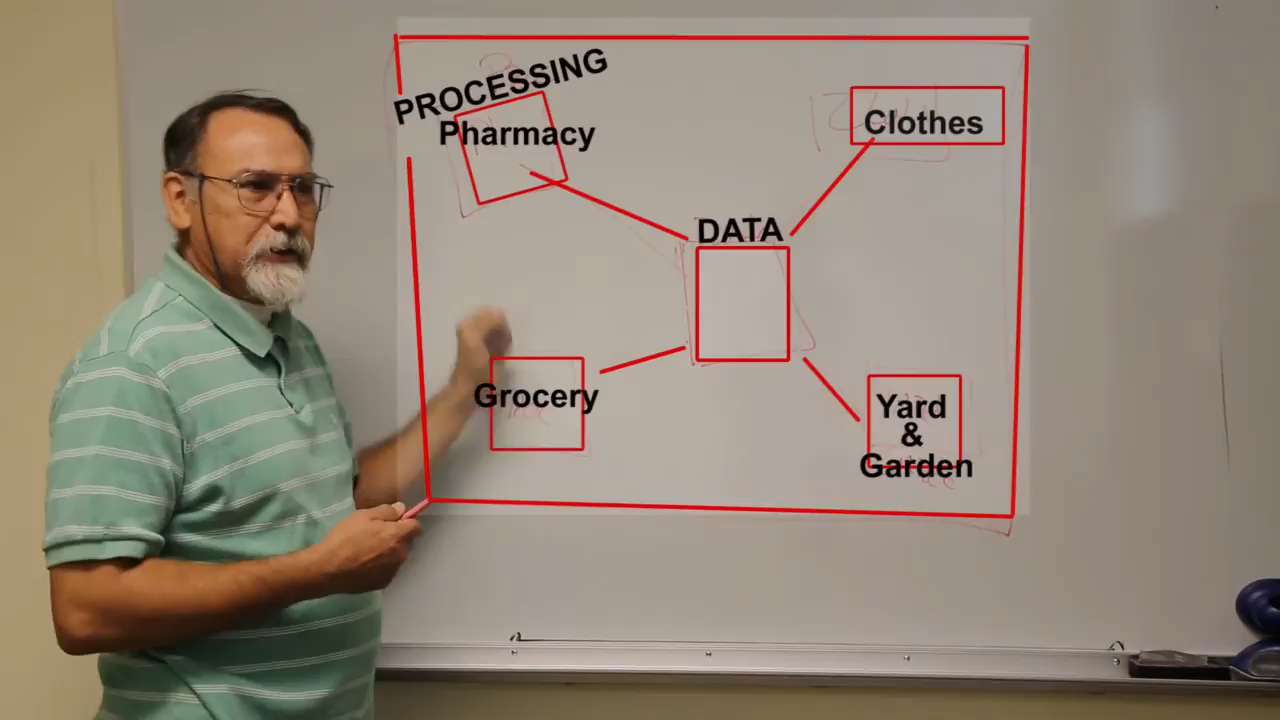 PROCESSING
Pharmacy
Clothes
DATA
Grocery
Yard
&
Garden